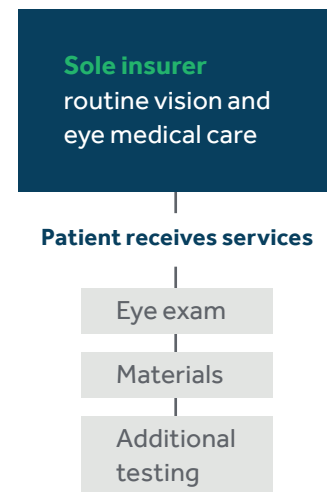 Sole insurer
routine vision and
eye medical care
Patient receives services
Eye exam
Materials
Additional
testing